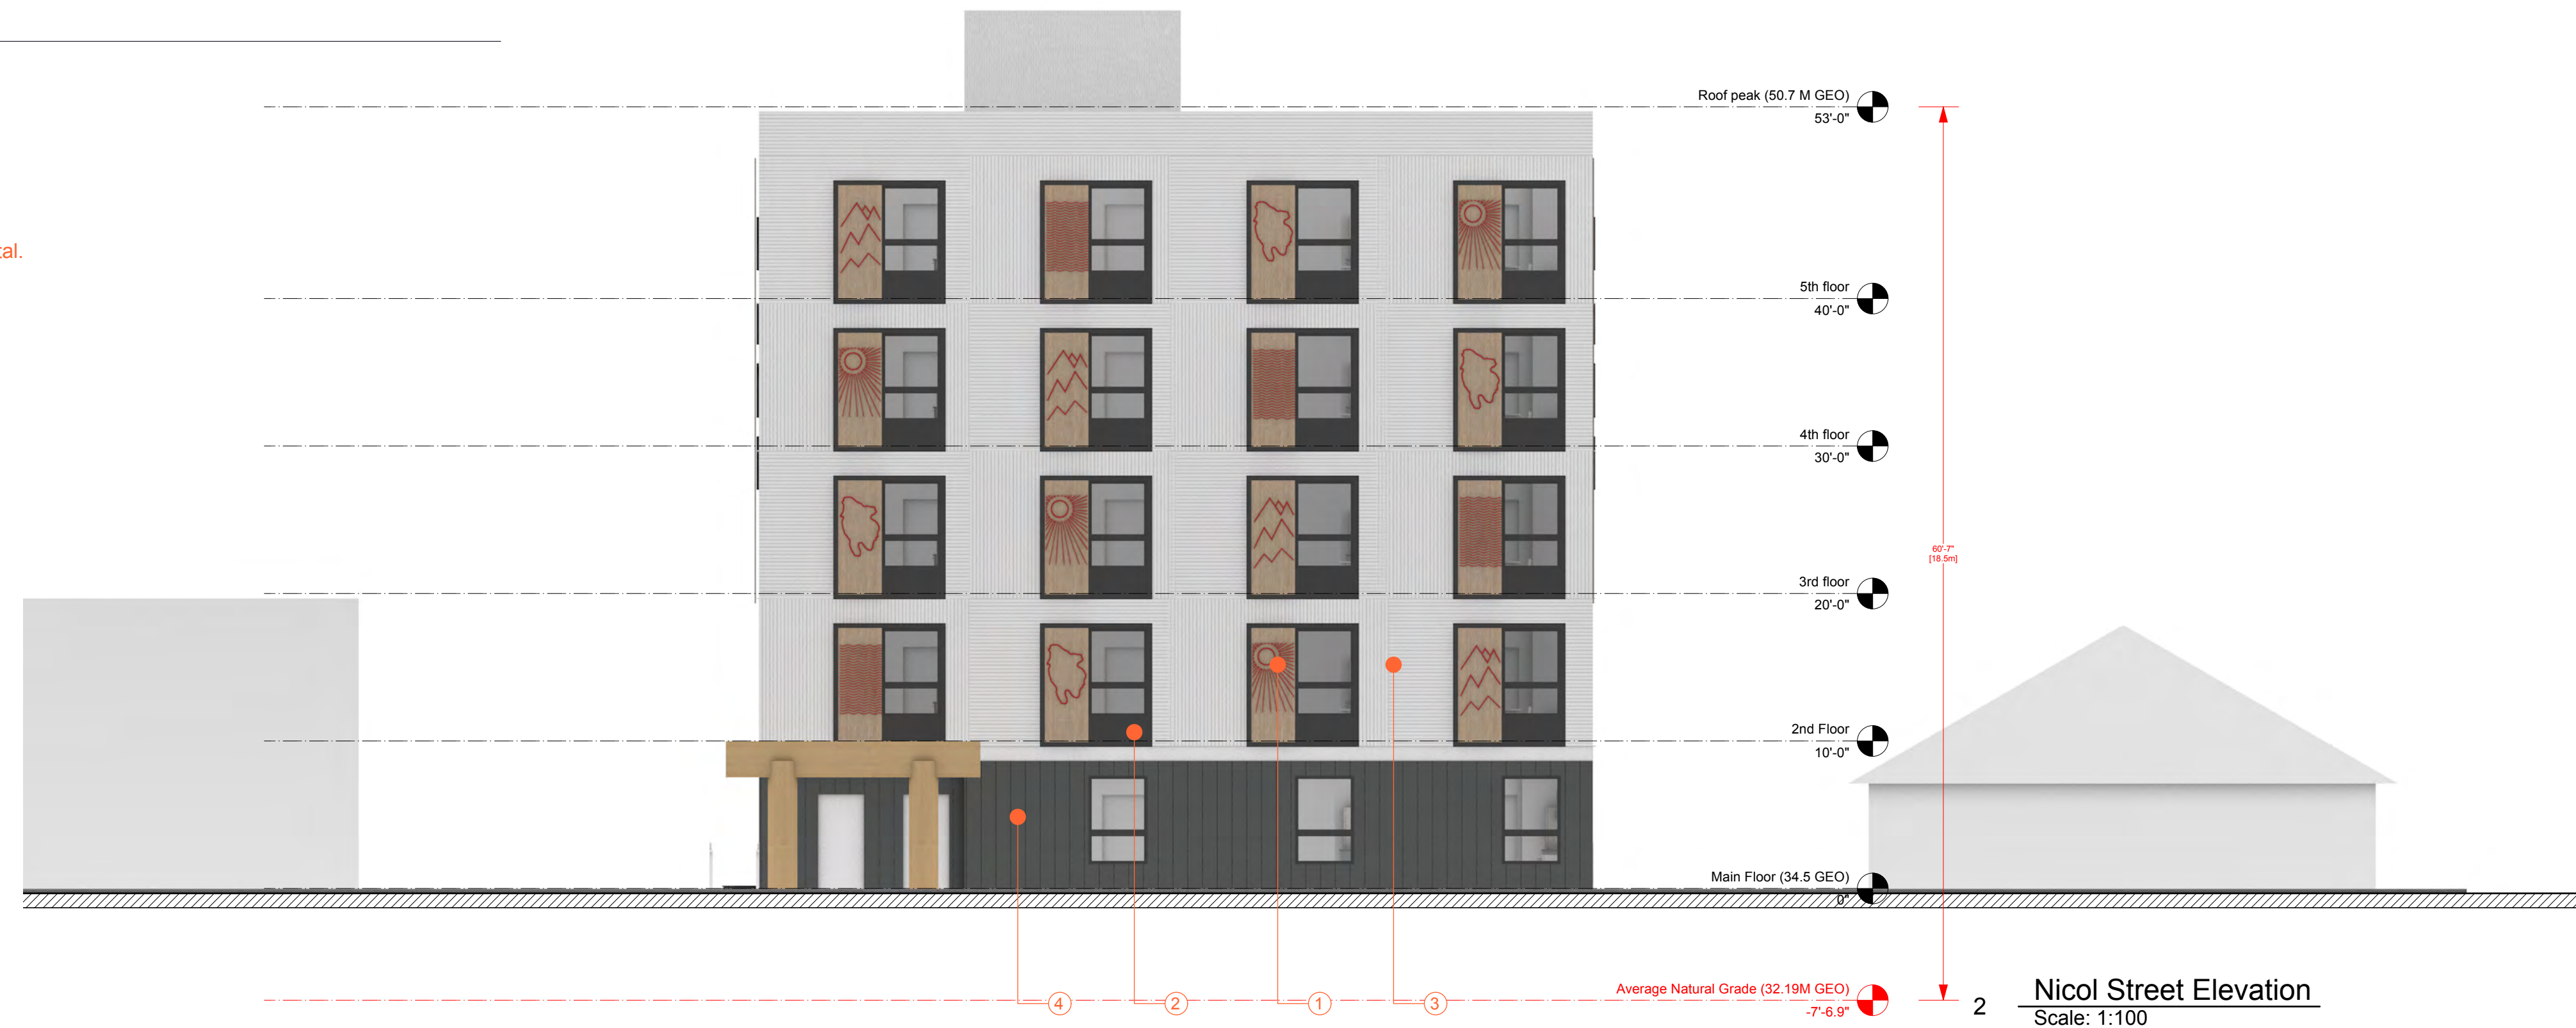 Roof peak (50.7 M GEO)
53'-0"
tal.
5th floor
40'-0"
4th floor
30'-0"
60'-7"
[18.5m]
3rd floor
20'-0"
2nd Floor
10'-0"
Main Floor (34.5 GEO)
0"
4
2
1
3
Average Natural Grade (32.19M GEO)
-7'-6.9"
2
Nicol Street Elevation
Scale: 1:100